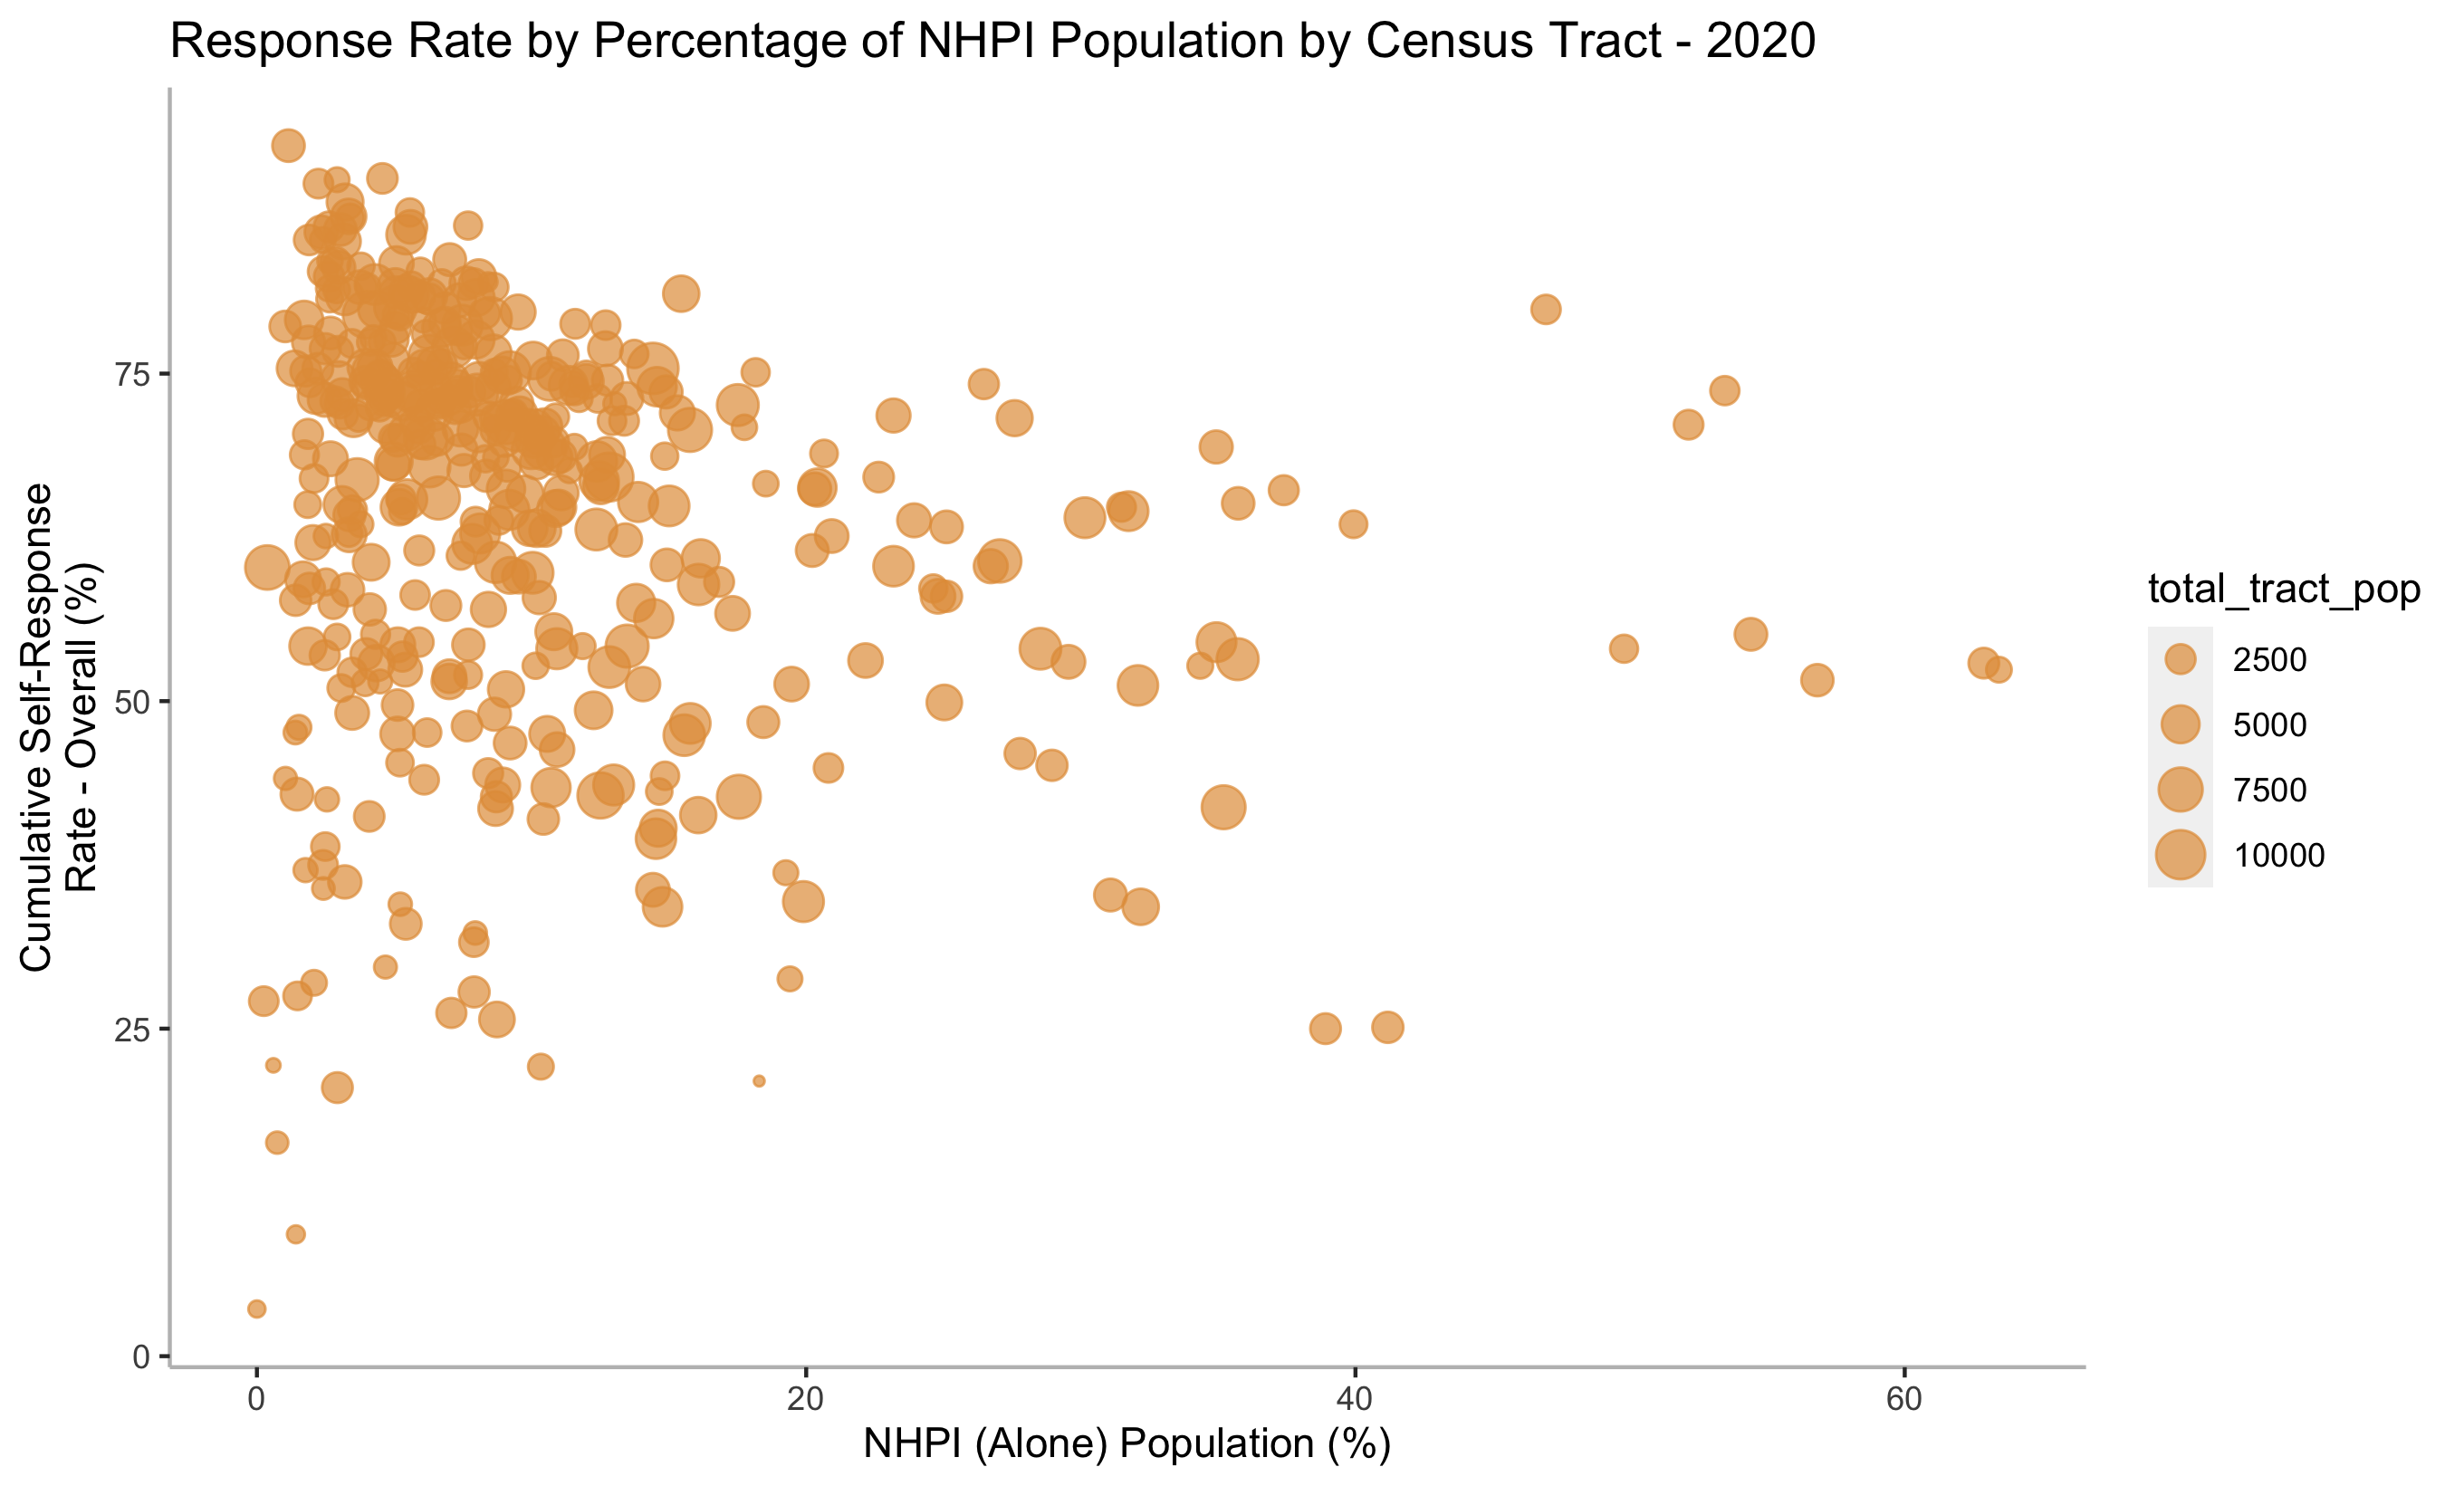 Response Rate by Percentage of NHPI Population by Census Tract - 2020
Cumulative Self-Response
Rate - Overall (%)
75
50
25
0
0
20
40
60
NHPI (Alone) Population (%)
total_tract_pop
2500
5000
7500
10000